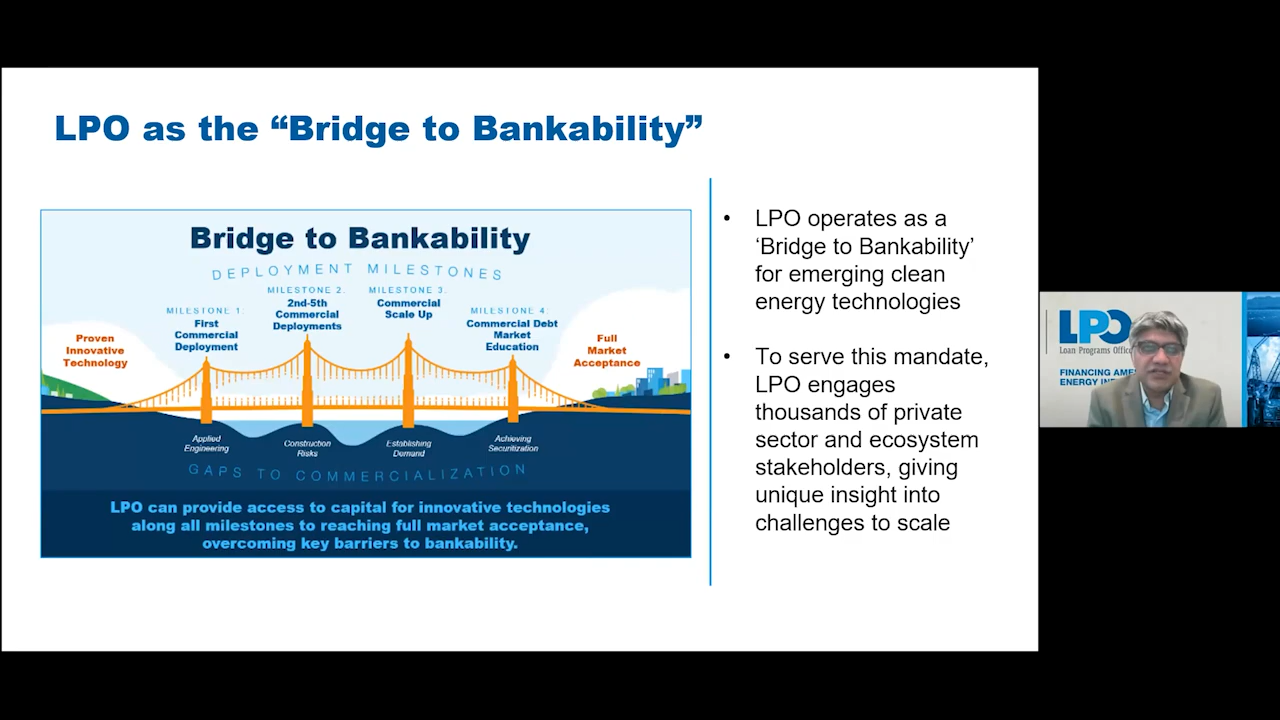 LPO as the “Bridge to Bankability”
Bridge to Bankability
DEPLOYMENT MILESTONES
MILESTONE 1:
First
Commercial
Deployment
MILESTONE 2:
2nd-5th
Commercial
Deployments
MILESTONE 3:
Commercial
Scale Up
MILESTONE 4:
Commercial Debt
Market
Education
Proven
Innovative
Technology
Full
Market
Acceptance
Applied
Engineering
Construction
Risks
Establishing
Demand
Achieving
Securitization
GAPS TO COMMERCIALIZATION
LPO can provide access to capital for innovative technologies
along all milestones to reaching full market acceptance,
overcoming key barriers to bankability.
• LPO operates as a
‘Bridge to Bankability’
for emerging clean
energy technologies
• To serve this mandate,
LPO engages
thousands of private
sector and ecosystem
stakeholders, giving
unique insight into
challenges to scale
LPO
Loan Programs Offic
FINANCING AME
ENERGY IN